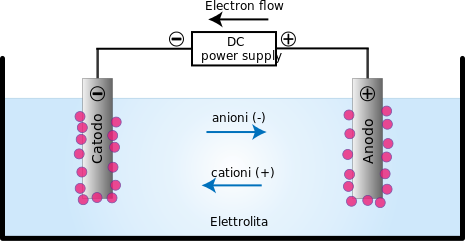 Electron flow
DC
power supply
− +
− +
Catodo
Anodo
anioni (-)
cationi (+)
Elettrolita